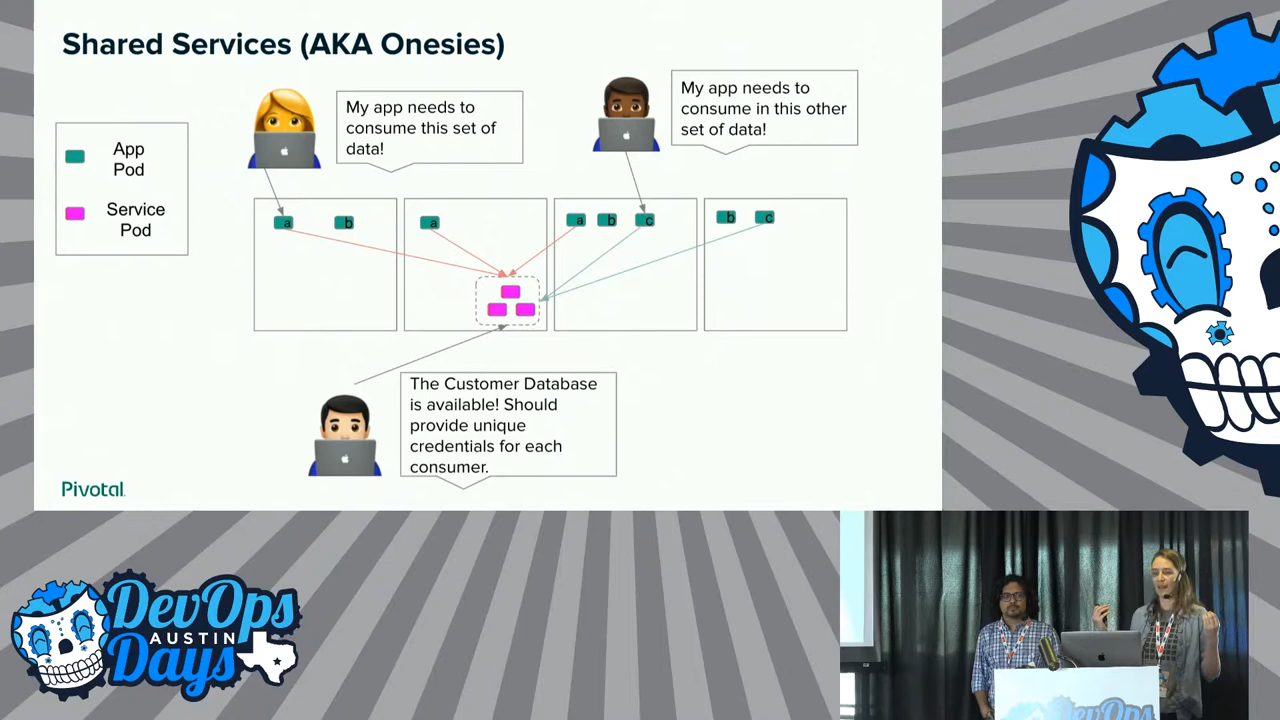 Shared Services (AKA Onesies)
My app needs to
consume this set of
data!
My app needs to
consume in this other
set of data!
App
Pod
Service
Pod
a
b
a
a
b
c
b
c
The Customer Database
is available! Should
provide unique
credentials for each
consumer.
Pivotal
DevOps
AUSTIN
Days
DevOps